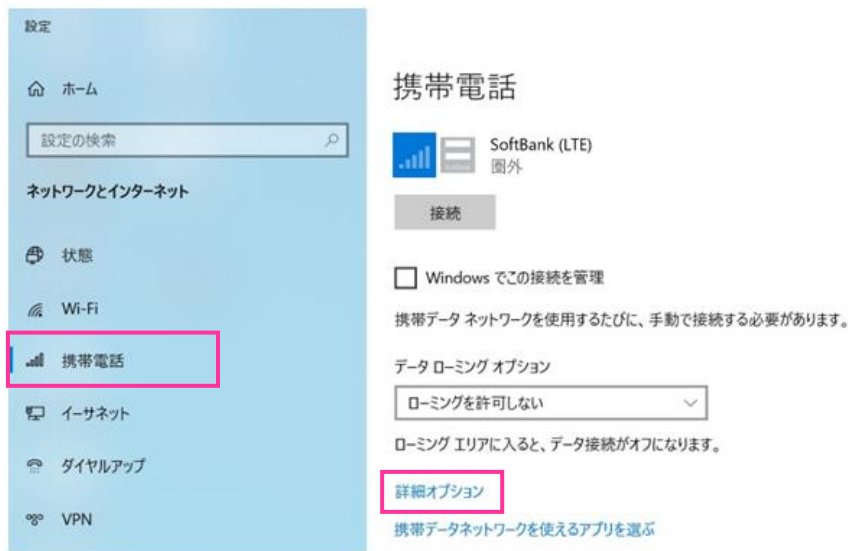 設定
ホーム
設定の検索
ネットワークとインターネット
状態
Wi-Fi
携帯電話
イーサネット
ダイヤルアップ
VPN
携帯電話
SoftBank (LTE)
圏外
接続
Windows でこの接続を管理
携帯データ ネットワークを使用するたびに、手動で接続する必要があります。
データ ローミング オプション
ローミングを許可しない
ローミング エリアに入ると、データ接続がオフになります。
詳細オプション
携帯データネットワークを使えるアプリを選ぶ